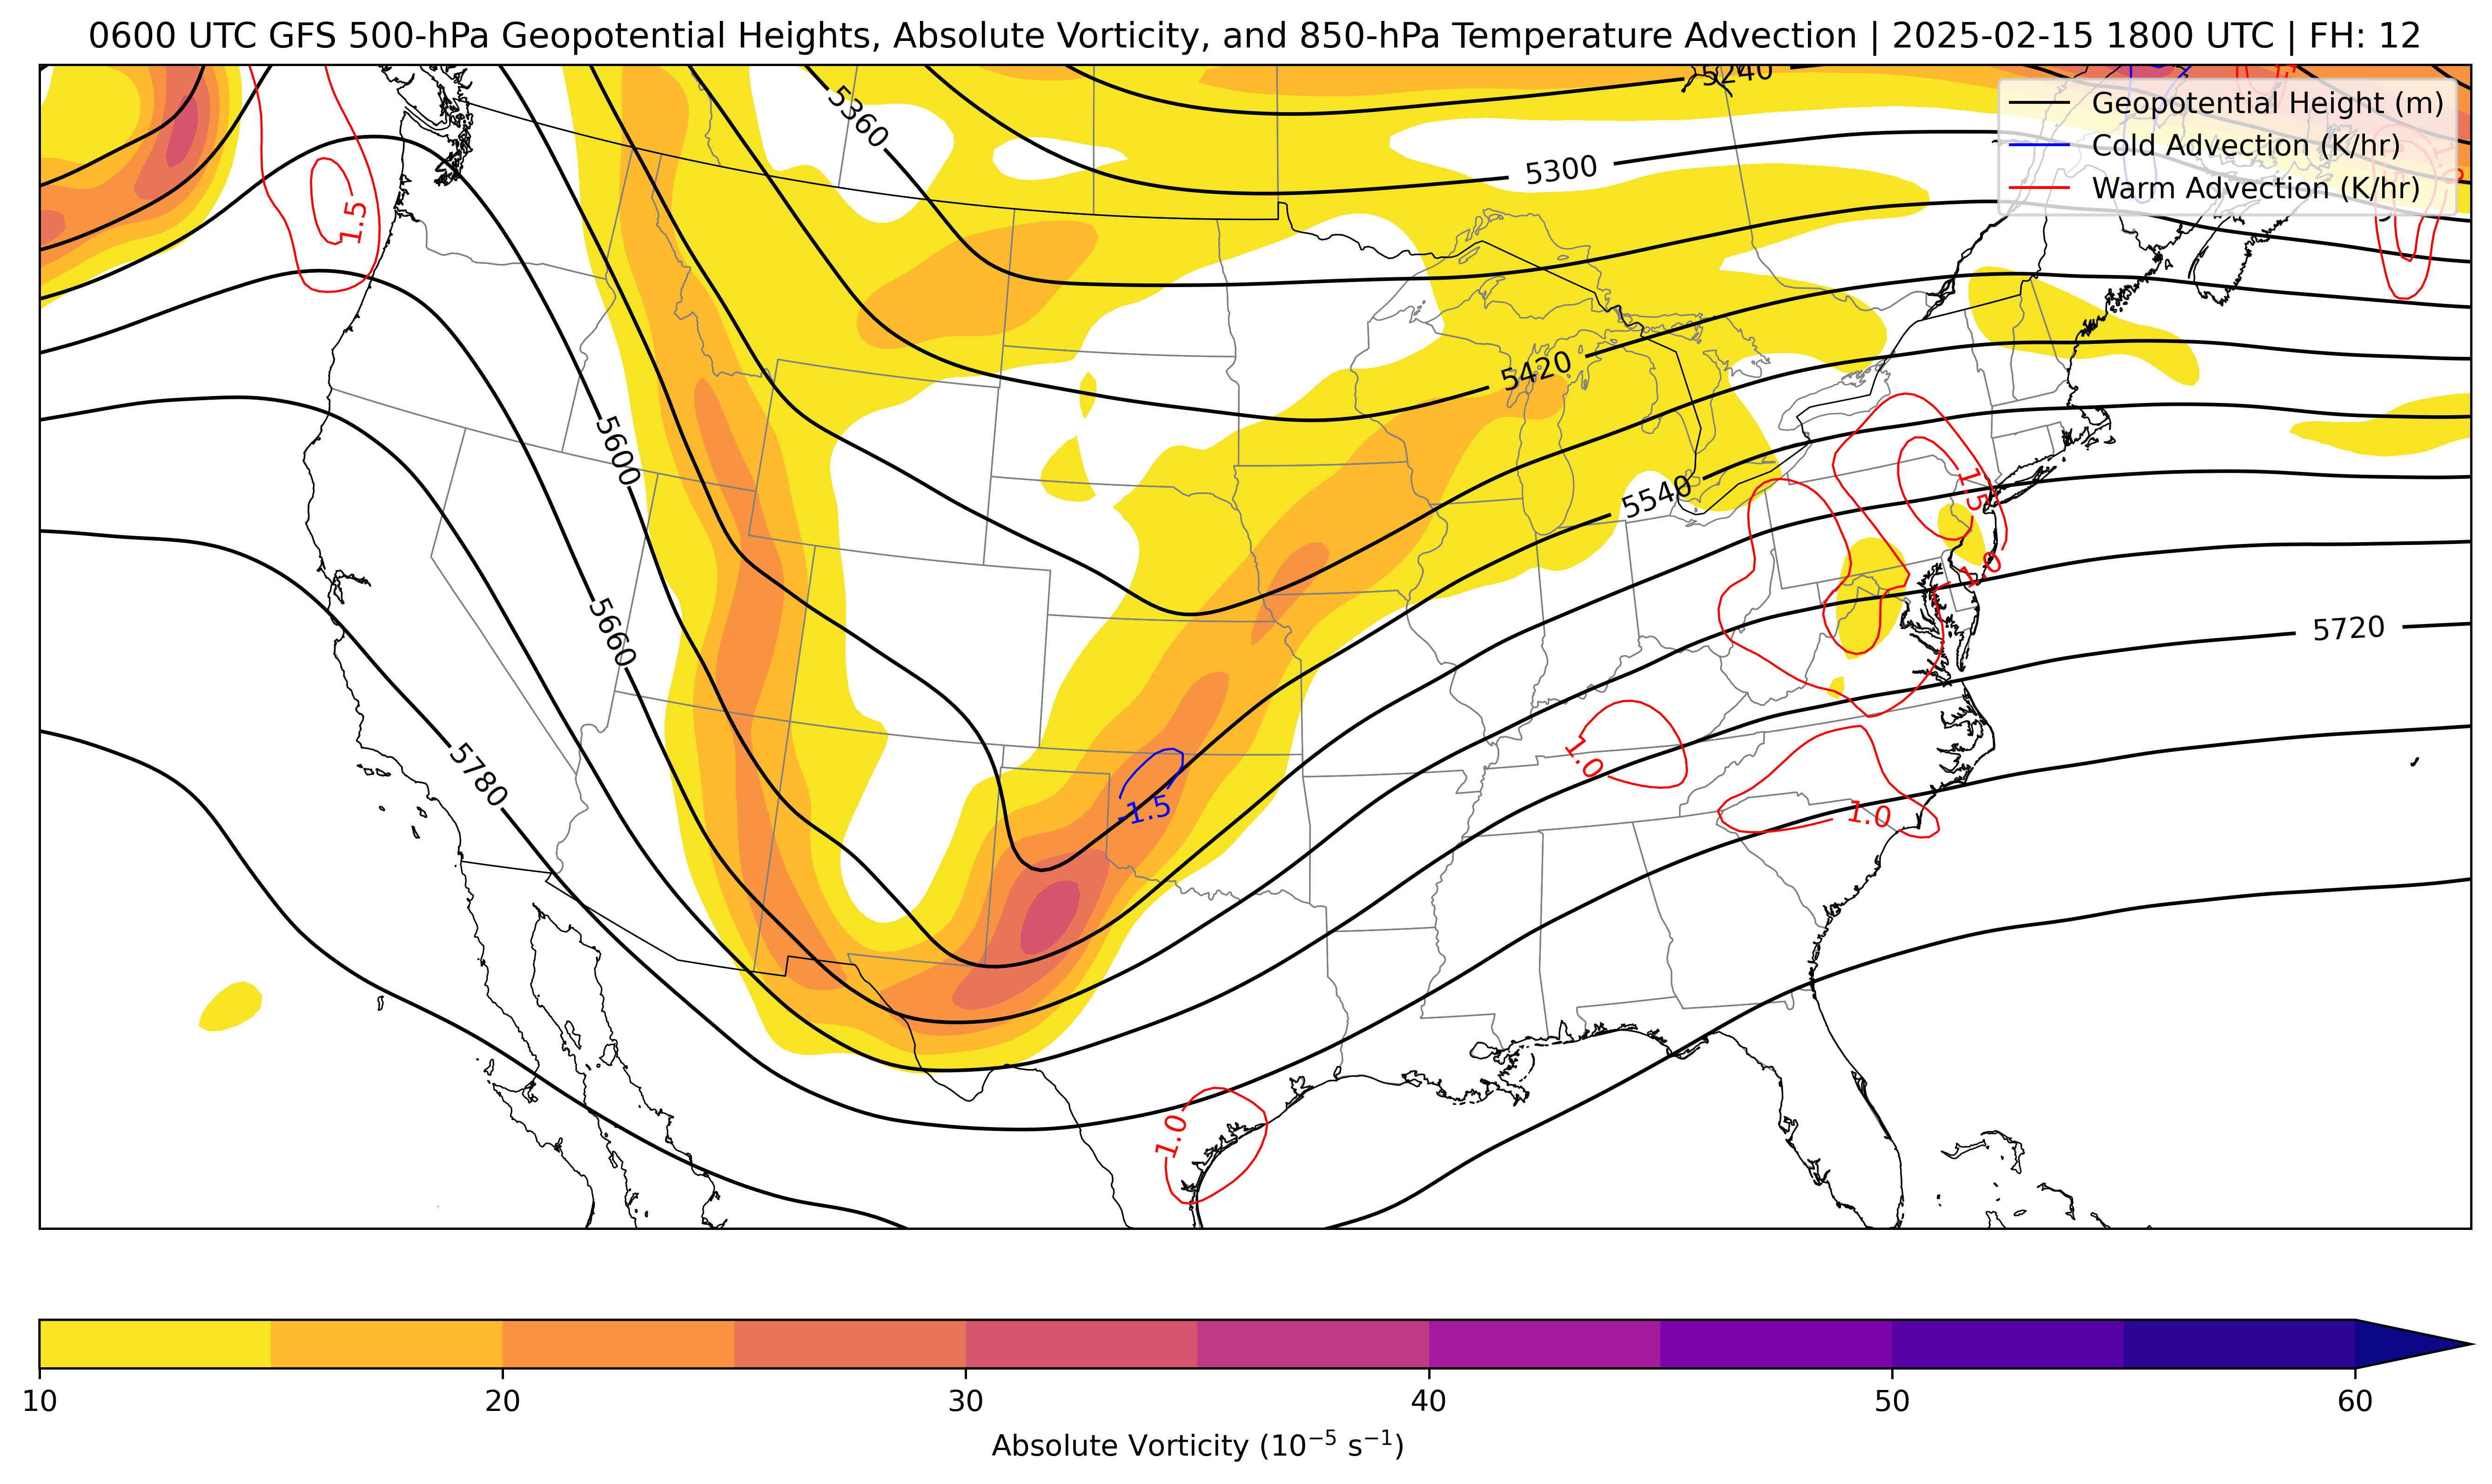 0600 UTC GFS 500-hPa Geopotential Heights, Absolute Vorticity, and 850-hPa Temperature Advection | 2025-02-15 1800 UTC | FH: 12
5240
Geopotential Height (m)
5360
Cold Advection (K/hr)
5300
Warm Advection (K/hr)
1.5
5420
5600
1.5
5540
1.0
1.0
5660
5720
5780
1.0
-1.5
1.0
1.0
10 20 30 40 50 60
Absolute Vorticity (10⁻⁵ s⁻¹)